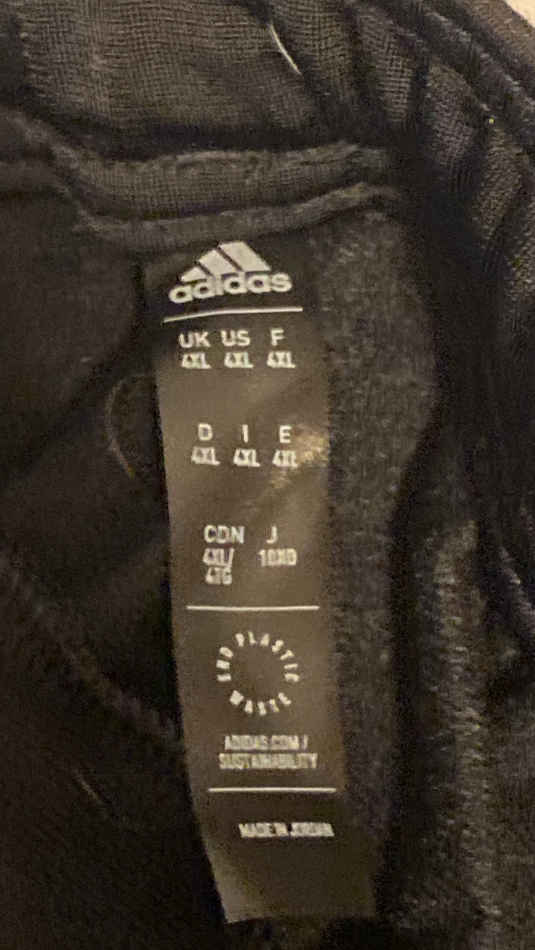 adidas
UK US F
4XL 4XL 4XL
D I E
4XL 4XL 4XL
CDN J
4XL/ 10XO
4TG
END PLASTIC WASTE
ADIDAS.COM/
SUSTAINABILITY
MADE IN JORDAN